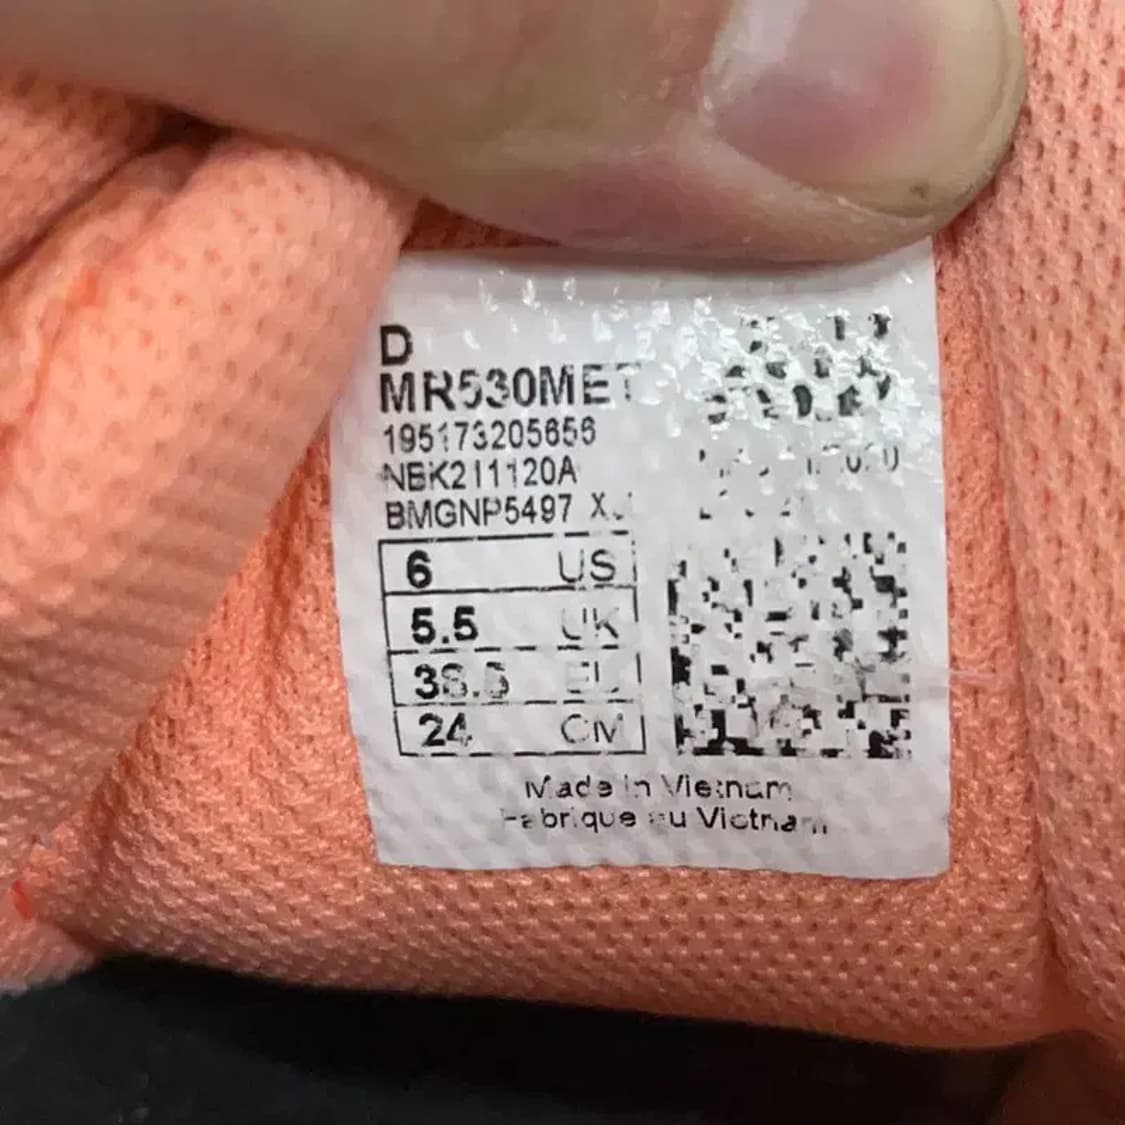 D
MR530MET
195173205656
NBK211120A
BMGNP5497
6 US
5.5 UK
38.5 EU
24 CM
Made in Vietnam
Fabrique au Vietnam